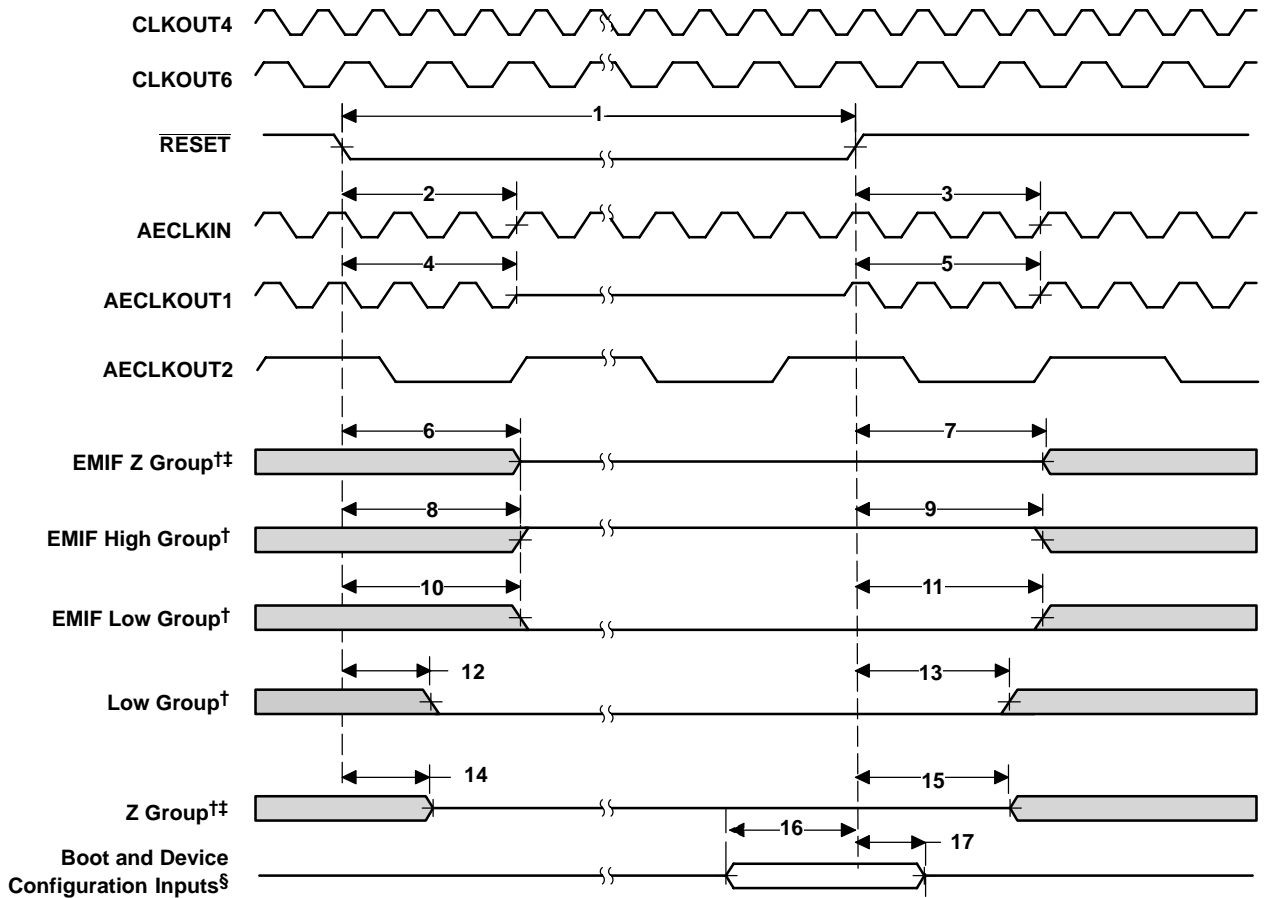 CLKOUT4
CLKOUT6
1
RESET
2
3
AECLKIN
4
5
AECLKOUT1
AECLKOUT2
6
7
EMIF Z Group†‡
8
9
EMIF High Group†
10
11
EMIF Low Group†
12
13
Low Group†
14
15
Z Group†‡
16
17
Boot and Device
Configuration Inputs§